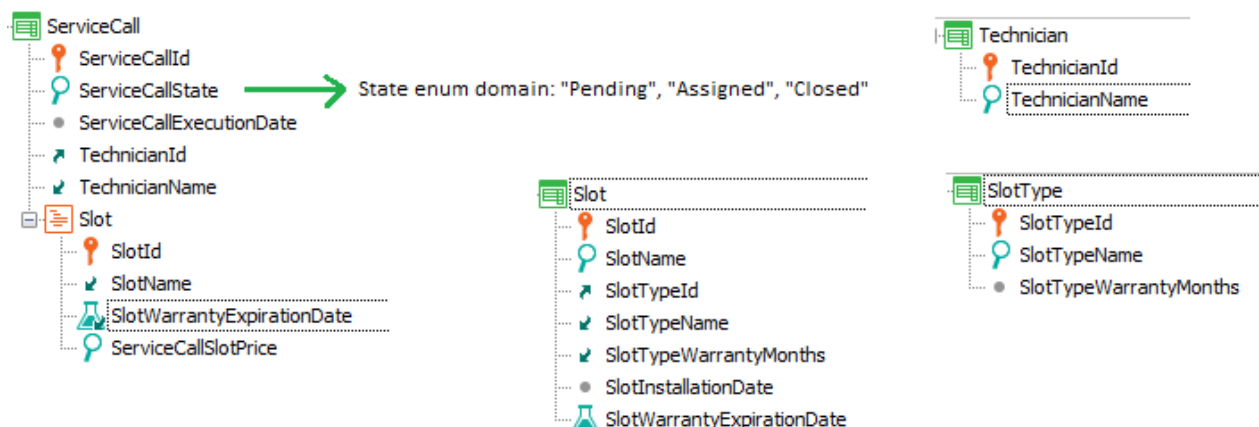 ServiceCall
ServiceCallId
ServiceCallState
State enum domain: "Pending", "Assigned", "Closed"
ServiceCallExecutionDate
TechnicianId
TechnicianName
Slot
SlotId
SlotName
SlotWarrantyExpirationDate
ServiceCallSlotPrice
Slot
SlotId
SlotName
SlotTypeId
SlotTypeName
SlotTypeWarrantyMonths
SlotInstallationDate
SlotWarrantyExpirationDate
Technician
TechnicianId
TechnicianName
SlotType
SlotTypeId
SlotTypeName
SlotTypeWarrantyMonths